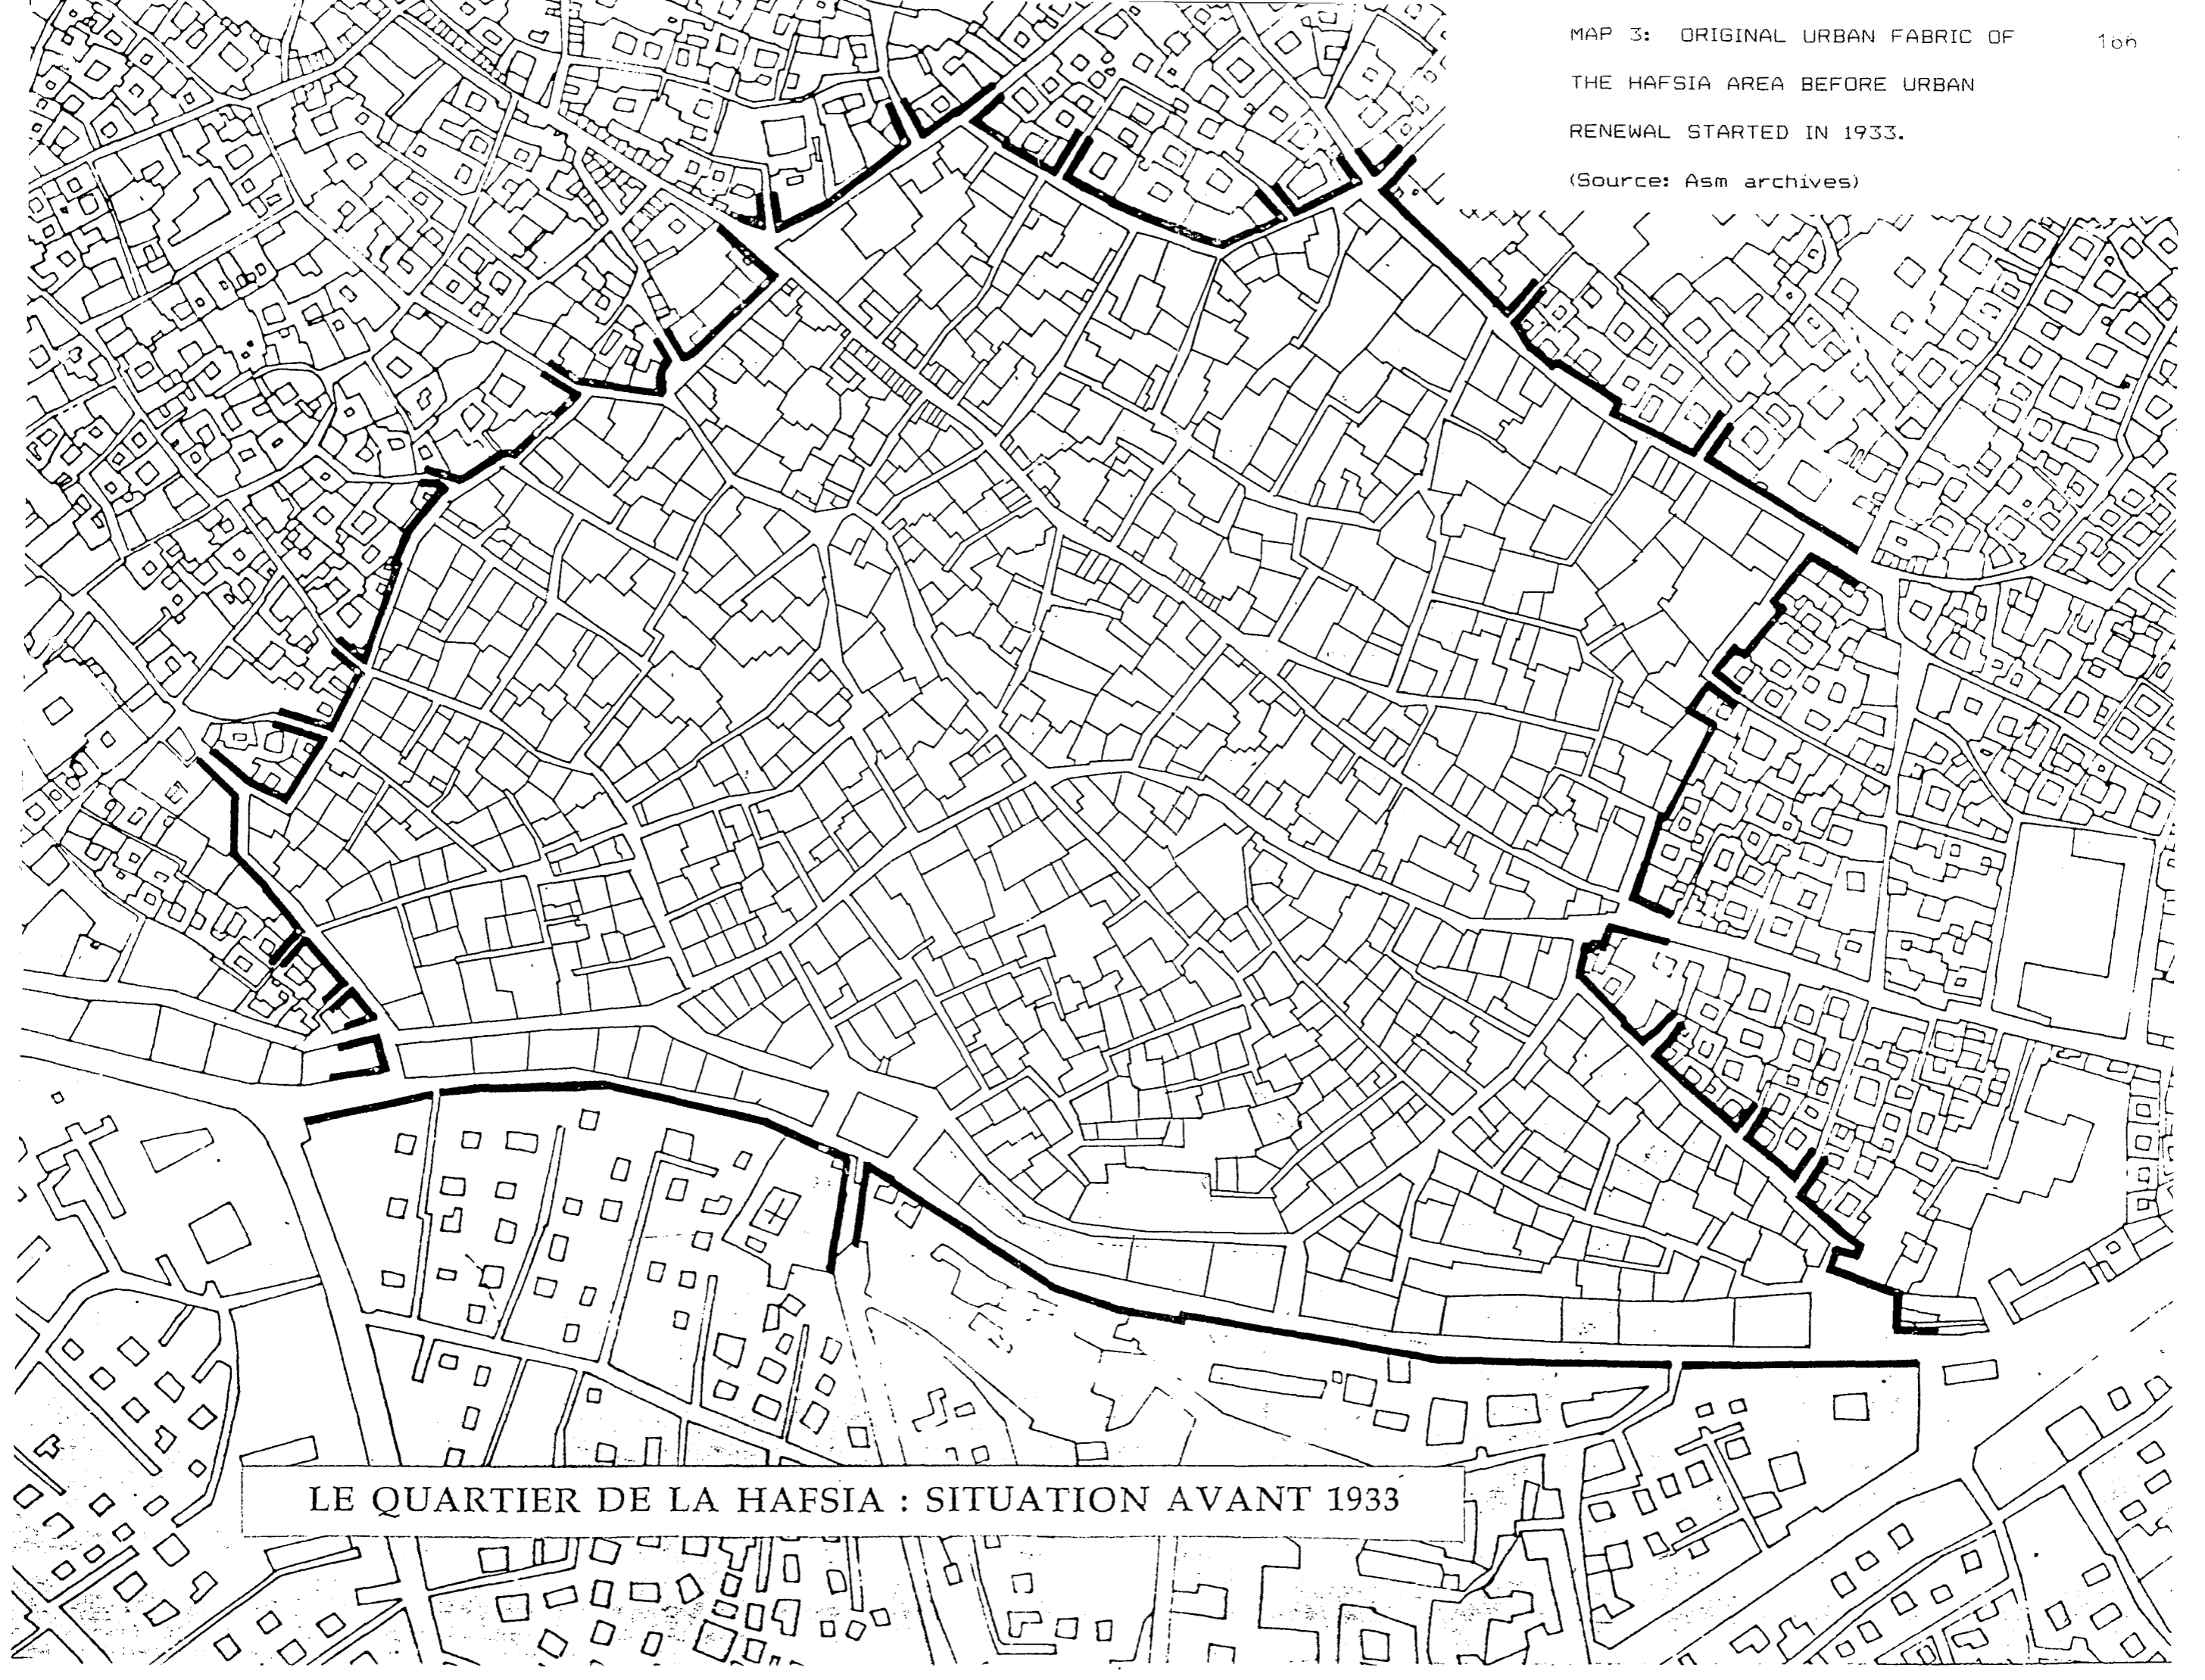 MAP 3: ORIGINAL URBAN FABRIC OF
166
THE HAFSIA AREA BEFORE URBAN
RENEWAL STARTED IN 1933.
(Source: Asm archives)
LE QUARTIER DE LA HAFSIA : SITUATION AVANT 1933